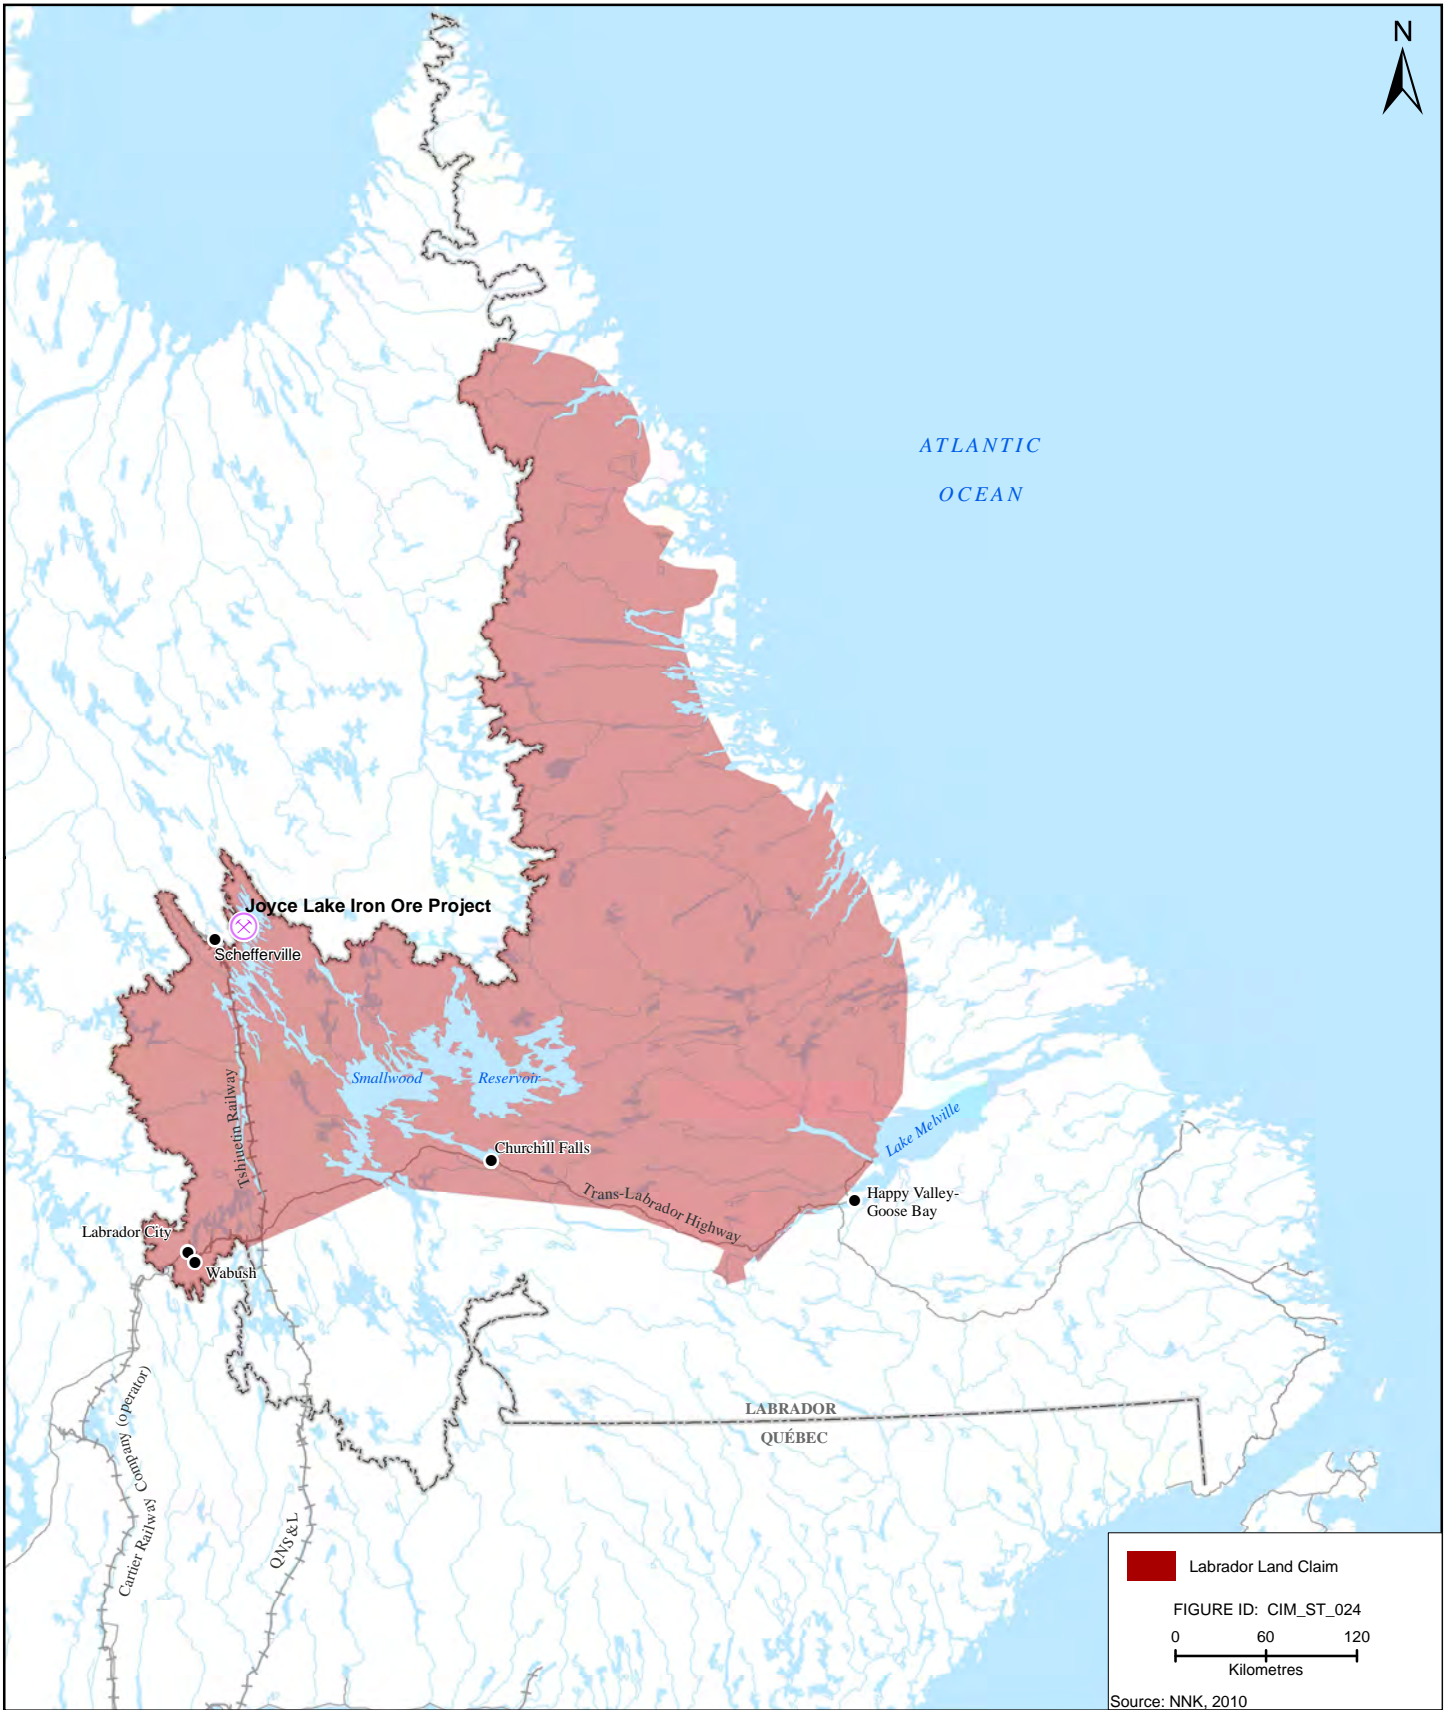 N
ATLANTIC
OCEAN
Joyce Lake Iron Ore Project
Schefferville
Smallwood
Reservoir
Tshiuetin Railway
Lake Melville
Churchill Falls
Trans-Labrador Highway
Happy Valley-
Goose Bay
Labrador City
Wabush
LABRADOR
QUÉBEC
Cartier Railway Company (operator)
QNS&L
Labrador Land Claim
FIGURE ID: CIM_ST_024
0 60 120
Kilometres
Source: NNK, 2010